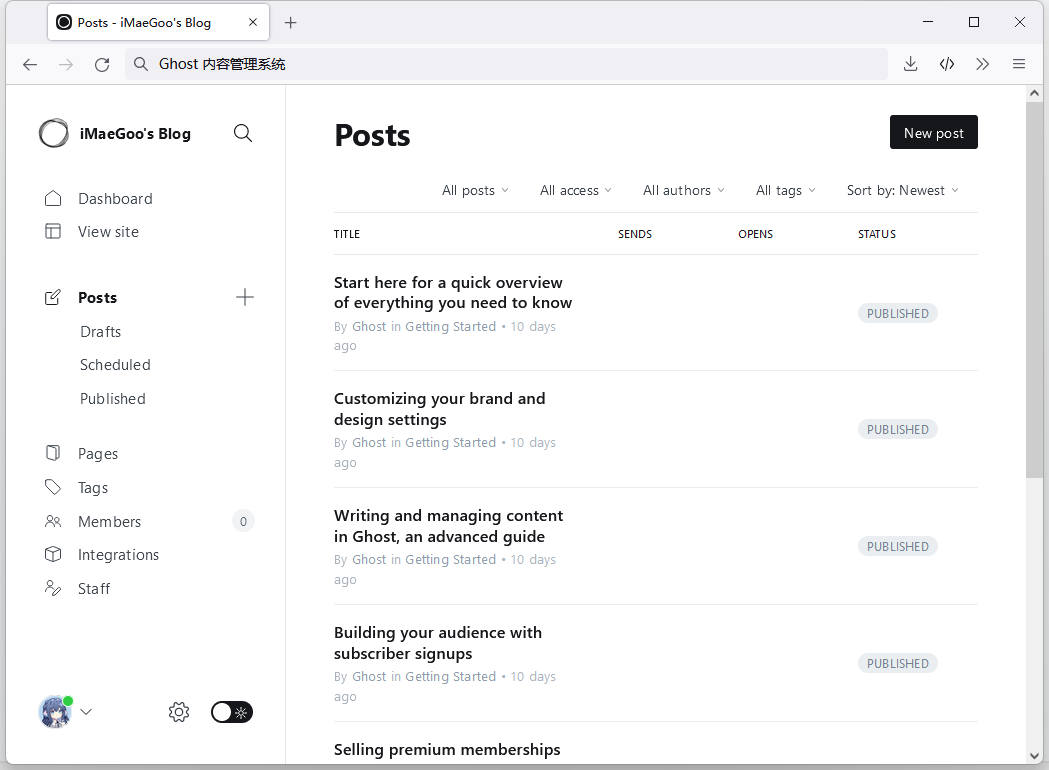 Posts - iMaeGoo's Blog
Ghost 内容管理系统
iMaeGoo's Blog
Dashboard
View site
Posts
Drafts
Scheduled
Published
Pages
Tags
Members 0
Integrations
Staff
Posts
New post
All posts All access All authors All tags Sort by: Newest
TITLE SENDS OPENS STATUS
Start here for a quick overview
of everything you need to know
By Ghost in Getting Started • 10 days
ago
PUBLISHED
Customizing your brand and
design settings
By Ghost in Getting Started • 10 days
ago
PUBLISHED
Writing and managing content
in Ghost, an advanced guide
By Ghost in Getting Started • 10 days
ago
PUBLISHED
Building your audience with
subscriber signups
By Ghost in Getting Started • 10 days
ago
PUBLISHED
Selling premium memberships